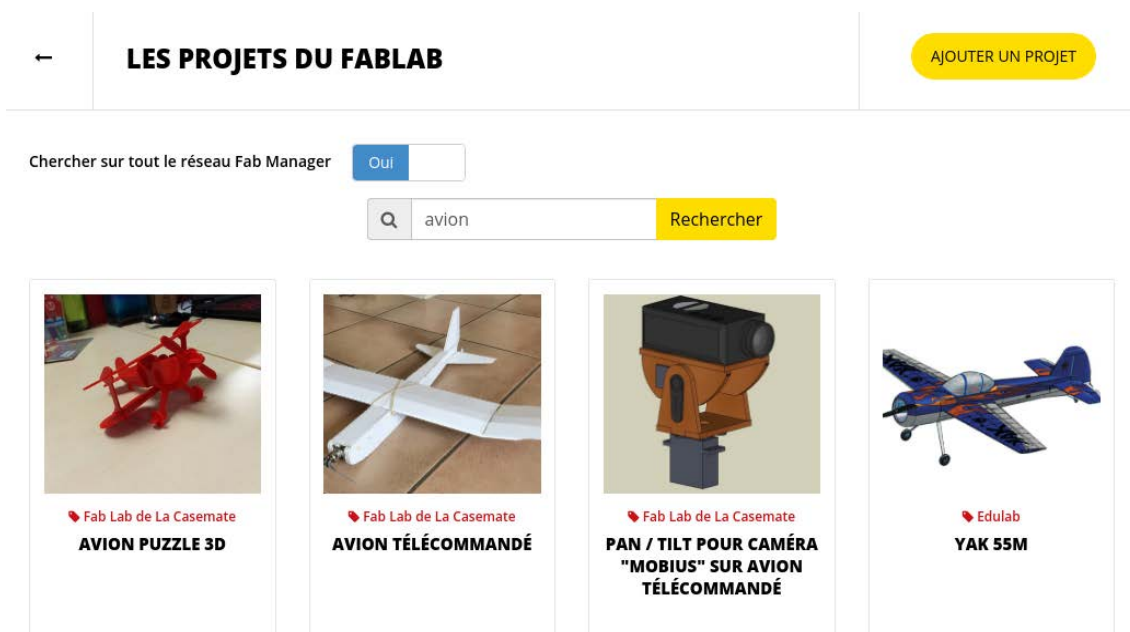 LES PROJETS DU FABLAB
AJOUTER UN PROJET
Chercher sur tout le réseau Fab Manager
Oui
avion
Rechercher
Fab Lab de La Casemate
AVION PUZZLE 3D
Fab Lab de La Casemate
AVION TÉLÉCOMMANDÉ
Fab Lab de La Casemate
PAN / TILT POUR CAMÉRA
"MOBIUS" SUR AVION
TÉLÉCOMMANDÉ
Edulab
YAK 55M